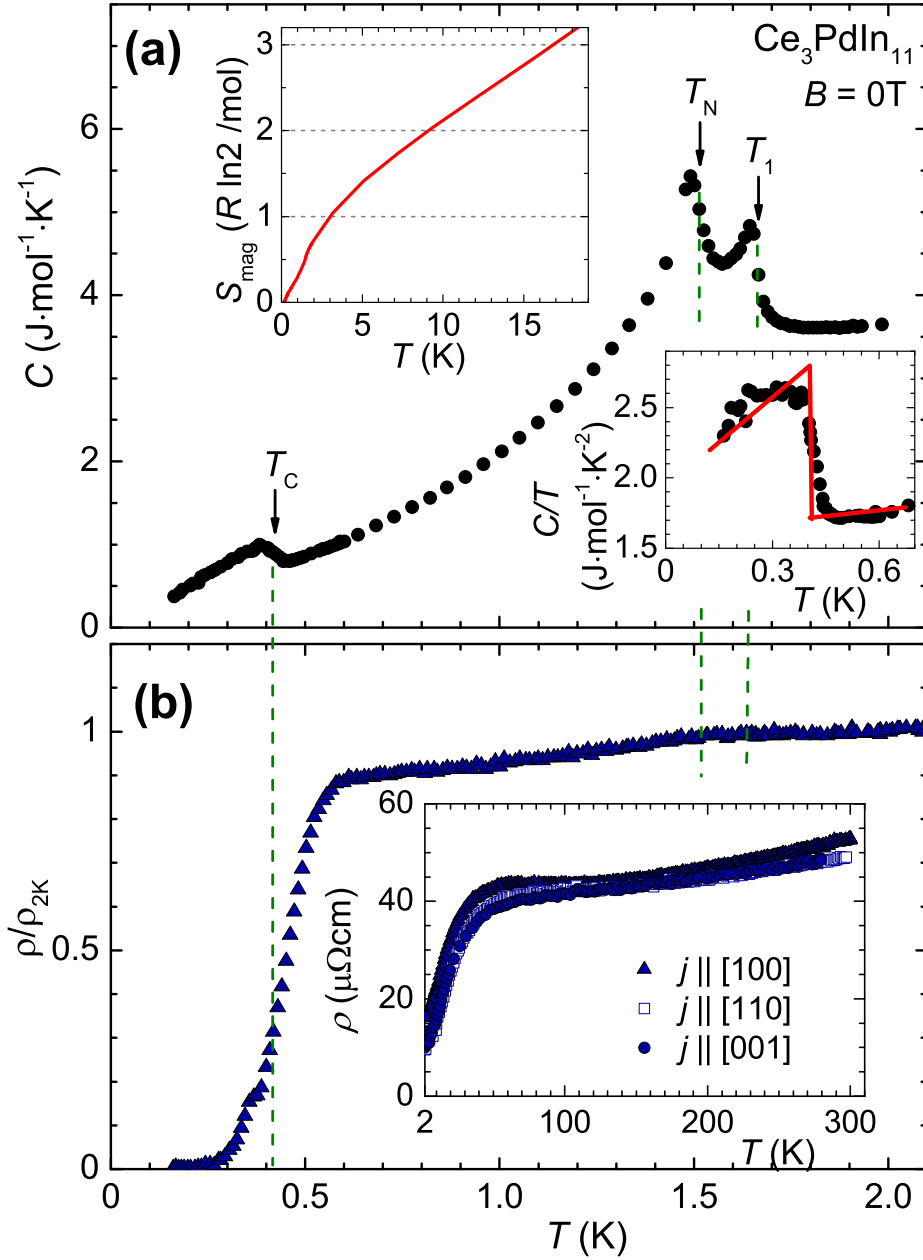 (a)
Ce₃PdIn₁₁
B = 0T
C (J·mol⁻¹·K⁻¹)
6
4
2
0
T_N
T_1
T_C
S_mag (R ln2 /mol)
3
2
1
0
0 5 10 15
T (K)
C/T
(J·mol⁻¹·K⁻²)
2.5
2.0
1.5
0 0.3 0.6
T (K)
(b)
ρ/ρ_2K
1
0.5
0
ρ (μΩcm)
60
40
20
0
j || [100]
j || [110]
j || [001]
2 100 200 300
T (K)
0 0.5 1.0 1.5 2.0
T (K)